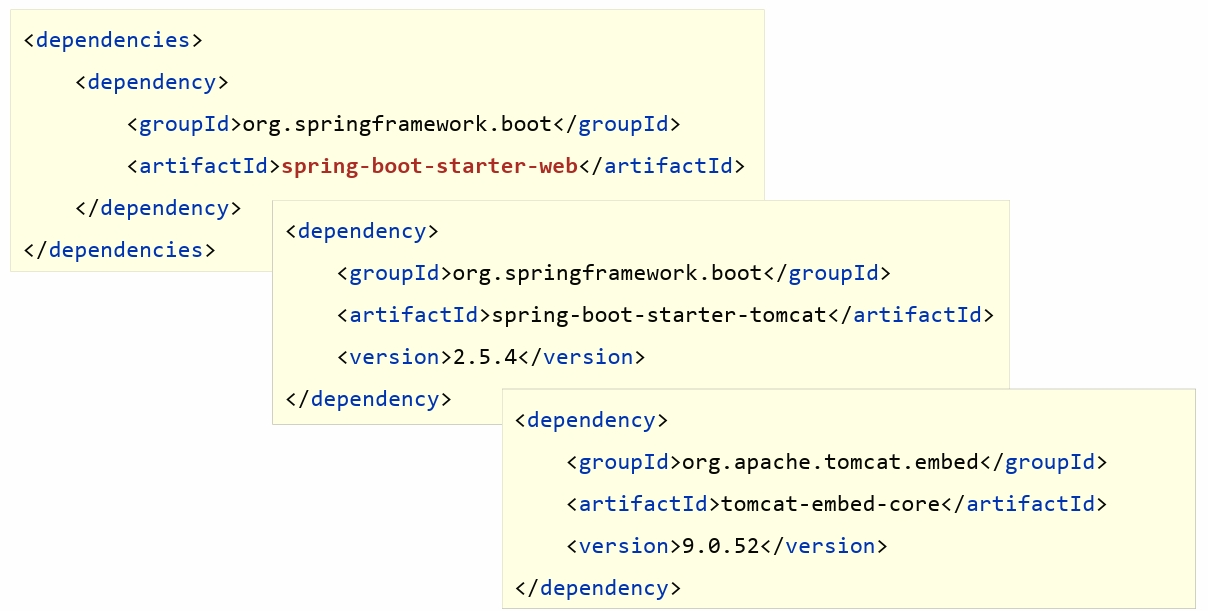 <dependencies>
    <dependency>
        <groupId>org.springframework.boot</groupId>
        <artifactId>spring-boot-starter-web</artifactId>
    </dependency>
</dependencies>
<dependency>
    <groupId>org.springframework.boot</groupId>
    <artifactId>spring-boot-starter-tomcat</artifactId>
    <version>2.5.4</version>
</dependency>
<dependency>
    <groupId>org.apache.tomcat.embed</groupId>
    <artifactId>tomcat-embed-core</artifactId>
    <version>9.0.52</version>
</dependency>